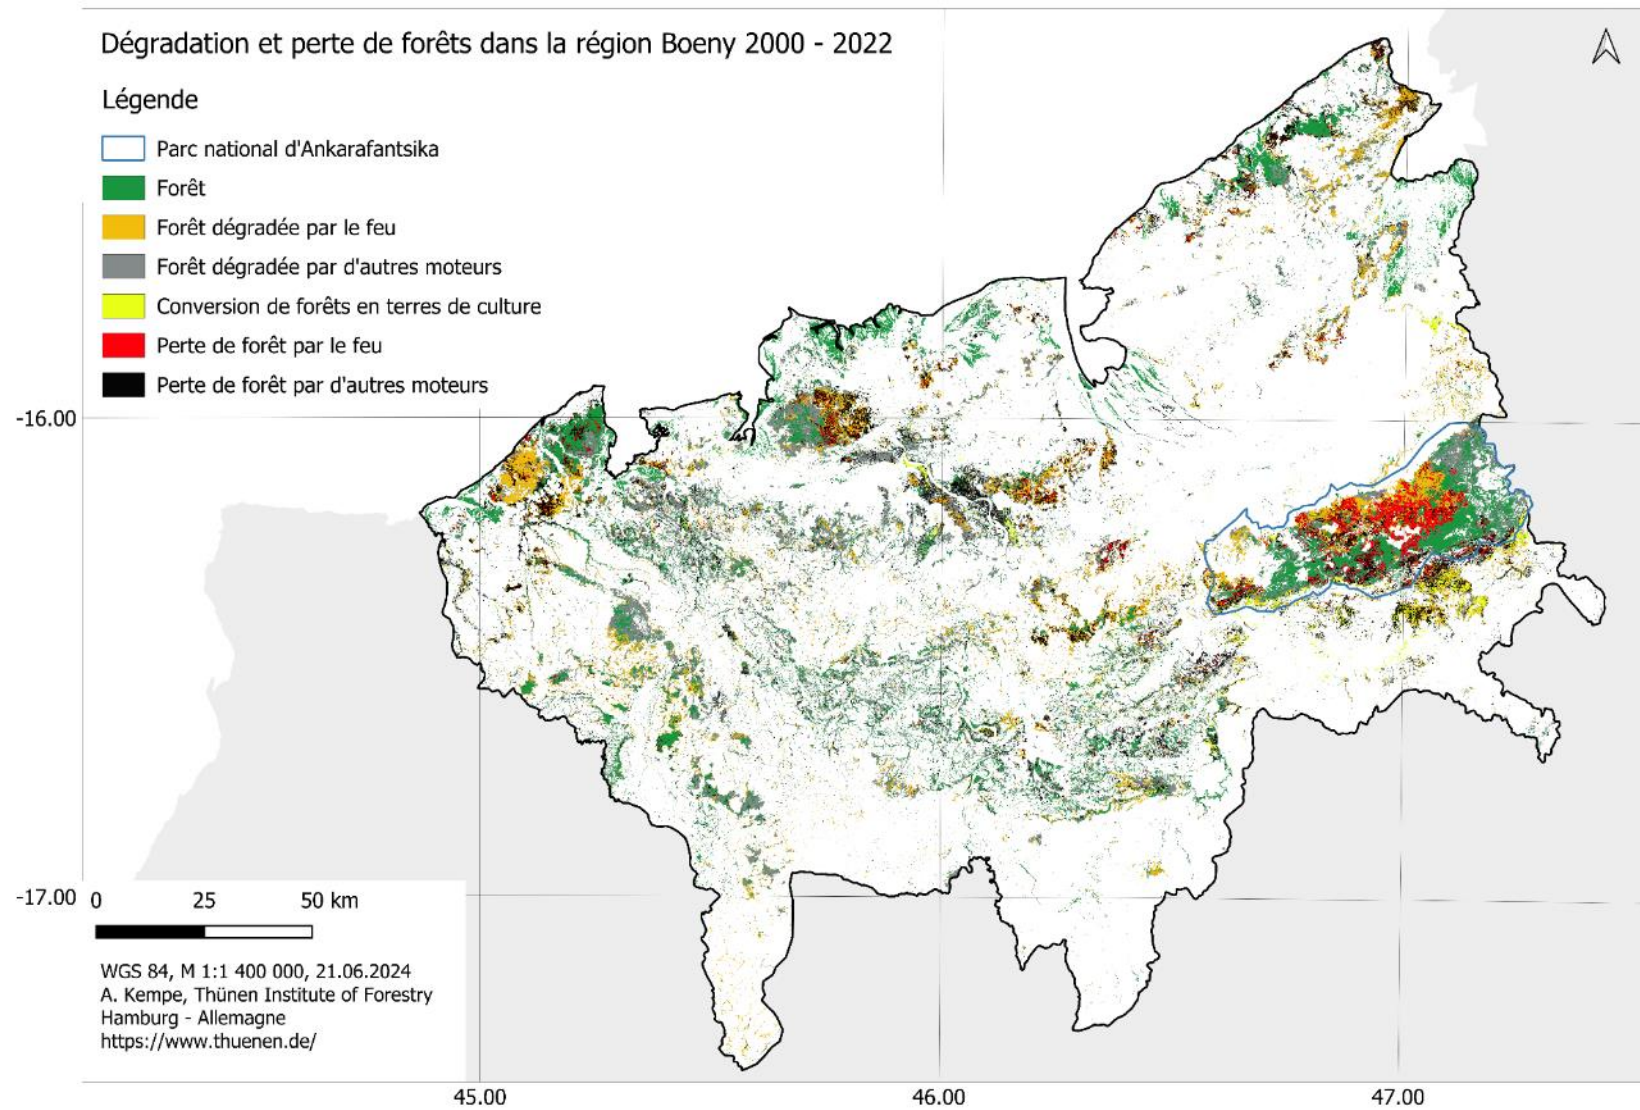 Dégradation et perte de forêts dans la région Boeny 2000 - 2022
Légende
Parc national d'Ankarafantsika
Forêt
Forêt dégradée par le feu
Forêt dégradée par d'autres moteurs
Conversion de forêts en terres de culture
Perte de forêt par le feu
Perte de forêt par d'autres moteurs
-16.00
-17.00
0 25 50 km
WGS 84, M 1:1 400 000, 21.06.2024
A. Kempe, Thünen Institute of Forestry
Hamburg - Allemagne
https://www.thuenen.de/
45.00 46.00 47.00